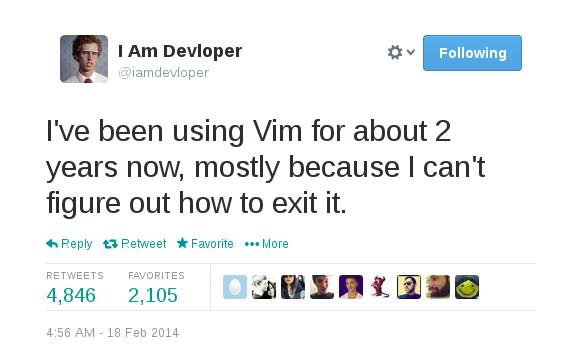 I Am Devloper
@iamdevloper
Following
I've been using Vim for about 2
years now, mostly because I can't
figure out how to exit it.
Reply Retweet Favorite More
RETWEETS FAVORITES
4,846 2,105
4:56 AM - 18 Feb 2014